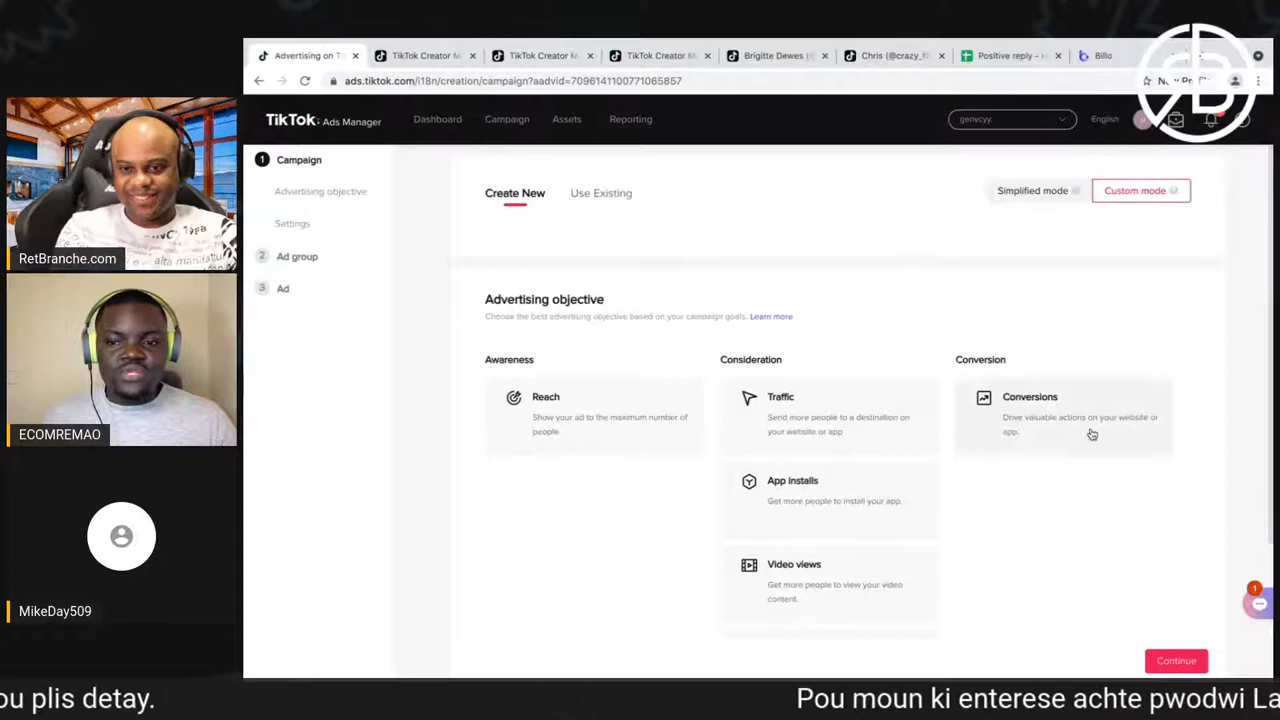 Advertising on Ti
TikTok Creator M
TikTok Creator M
TikTok Creator M
Brigitte Dewes
Chris (@crazy_
Positive reply
Billo
ads.tiktok.com/i18n/creation/campaign?aadvid=7096141100771065857
RB
TikTok: Ads Manager
Dashboard
Campaign
Assets
Reporting
genvcyy
English
1 Campaign
Advertising objective
Settings
2 Ad group
3 Ad
Create New
Use Existing
Simplified mode
Custom mode
Advertising objective
Choose the best advertising objective based on your campaign goals. Learn more
Awareness
Reach
Show your ad to the maximum number of
people.
Consideration
Traffic
Send more people to a destination on
your website or app
App installs
Get more people to install your app.
Video views
Get more people to view your video
content.
Conversion
Conversions
Drive valuable actions on your website or
app.
1
Continue
RetBranche.com
ECOMREMAO
MikeDay509
ou plis detay.
Pou moun ki enterese achte pwodwi La